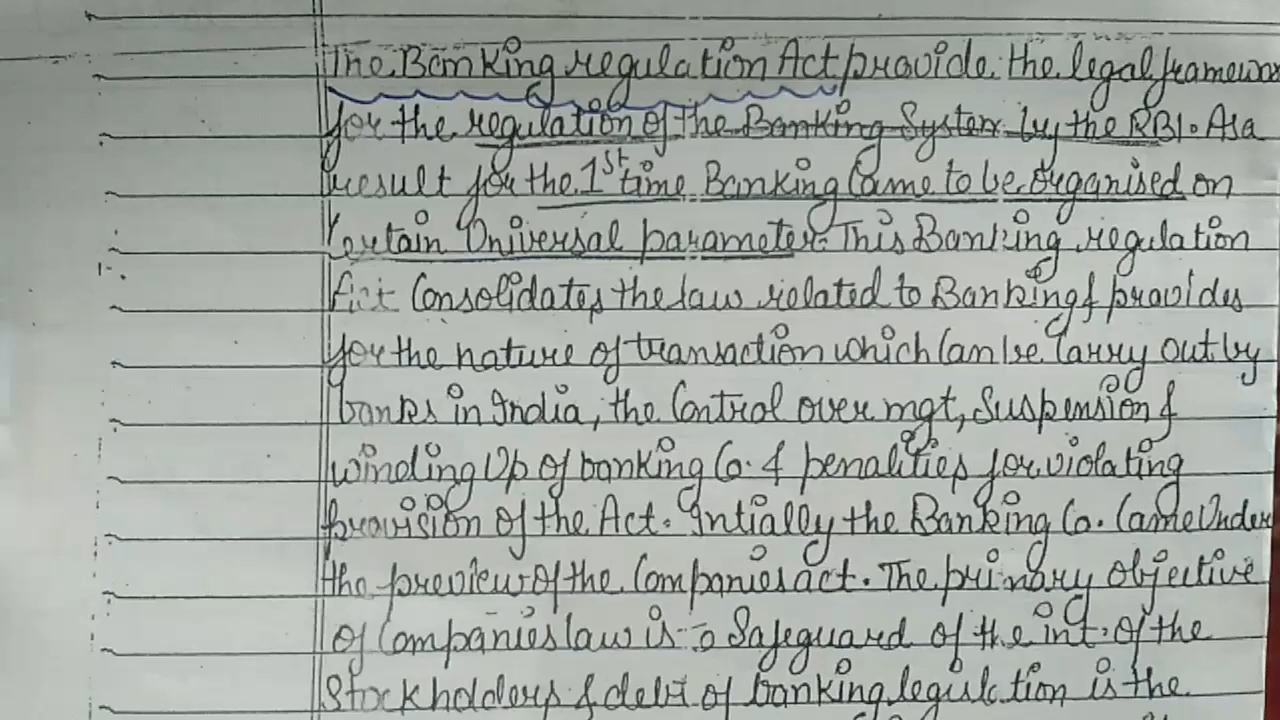 The Banking regulation Act provide the legal framewor
for the regulation of the Banking System by the RBI. As a
result for the 1st time Banking Came to be organised on
Certain Universal parameter. This Banking regulation
Act Consolidates the law related to Banking & provides
for the nature of transaction which Can be Carry out by
banks in India, the Control over mgt, Suspension &
winding Up of banking Co. & penalities for violating
provision of the Act. Intially the Banking Co. Came Under
the preview of the Companies act. The primary objective
of Companies law is Safeguard of the int. of the
Stockholders & debt of banking legislation is the